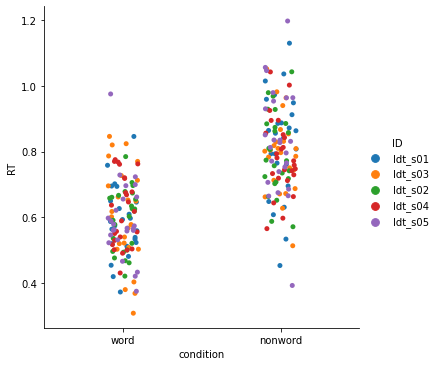 1.2
1.0
0.8
0.6
0.4
RT
word
nonword
condition
ID
ldt_s01
ldt_s03
ldt_s02
ldt_s04
ldt_s05